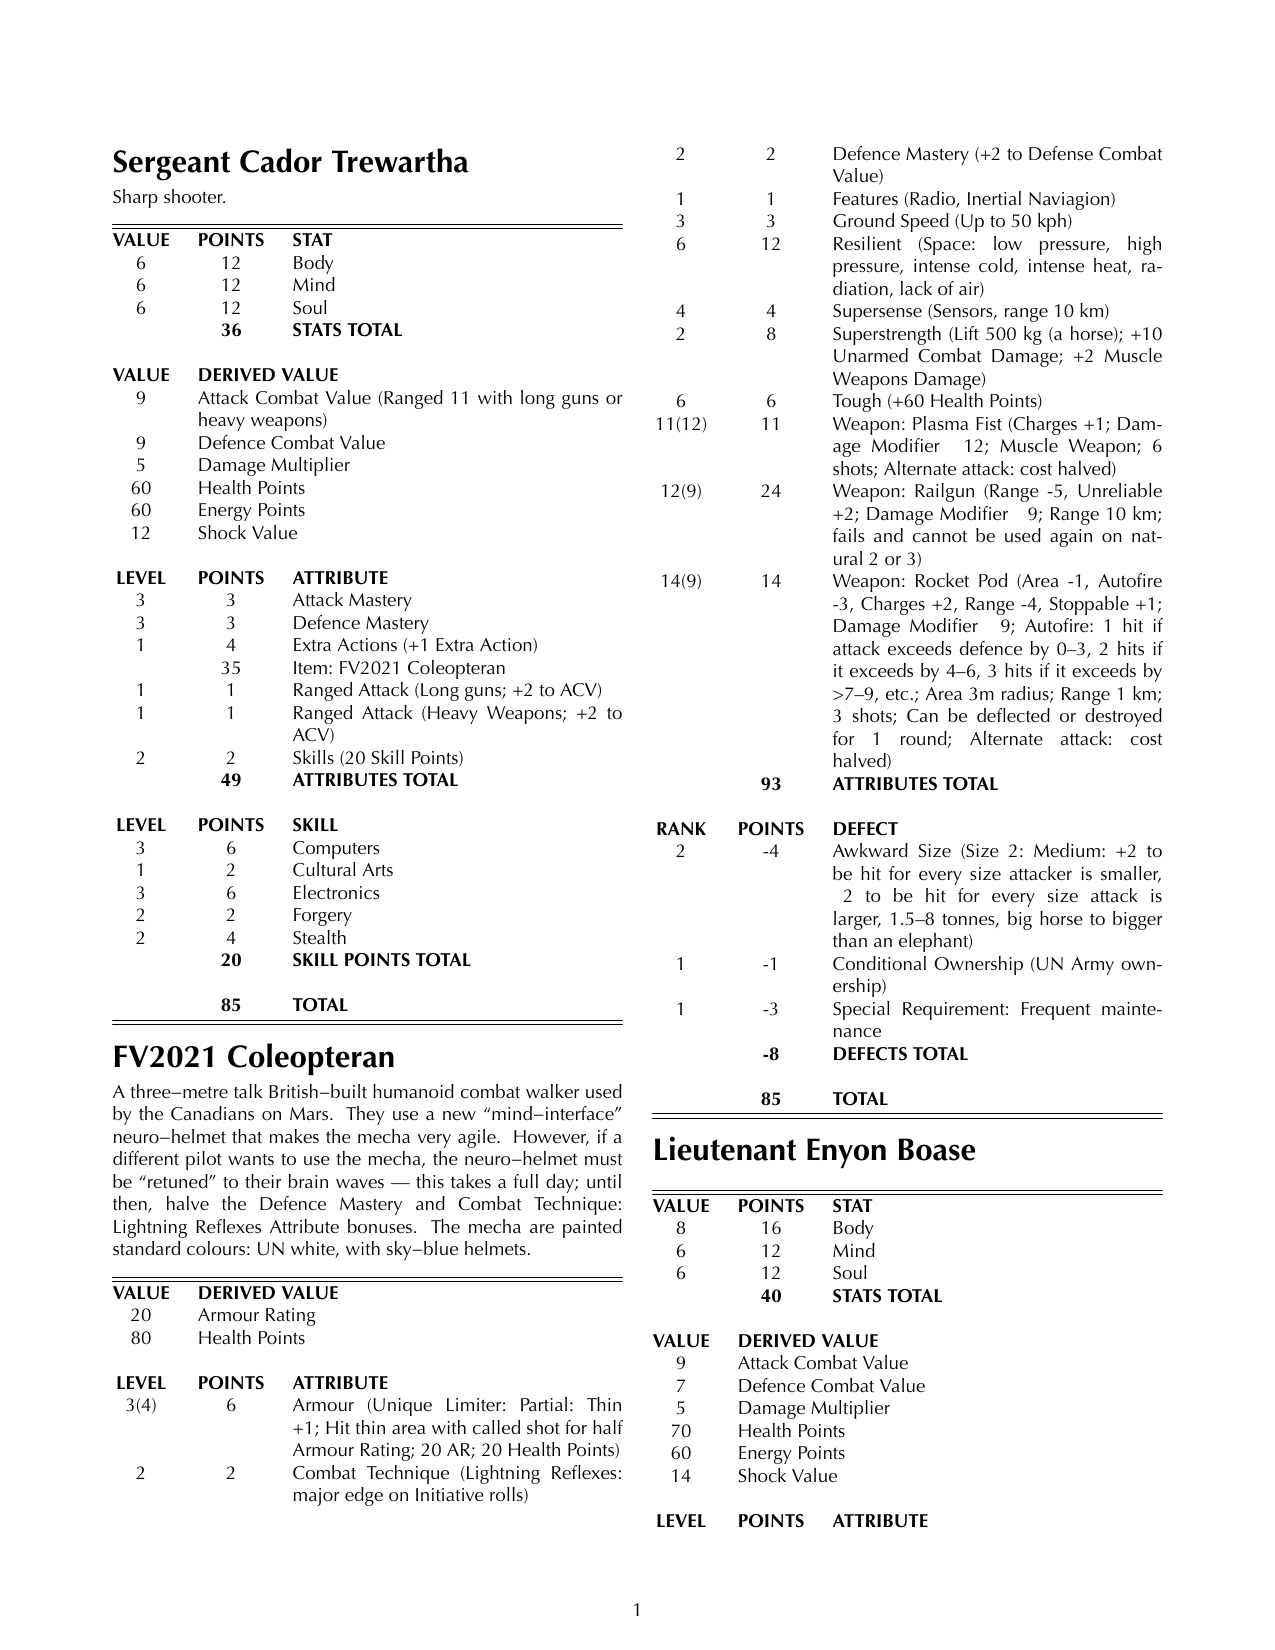 Sergeant Cador Trewartha
Sharp shooter.
VALUE POINTS STAT
6 12 Body
6 12 Mind
6 12 Soul
36 STATS TOTAL
VALUE DERIVED VALUE
9 Attack Combat Value (Ranged 11 with long guns or
heavy weapons)
9 Defence Combat Value
5 Damage Multiplier
60 Health Points
60 Energy Points
12 Shock Value
LEVEL POINTS ATTRIBUTE
3 3 Attack Mastery
3 3 Defence Mastery
1 4 Extra Actions (+1 Extra Action)
35 Item: FV2021 Coleopteran
1 1 Ranged Attack (Long guns; +2 to ACV)
1 1 Ranged Attack (Heavy Weapons; +2 to
ACV)
2 2 Skills (20 Skill Points)
49 ATTRIBUTES TOTAL
LEVEL POINTS SKILL
3 6 Computers
1 2 Cultural Arts
3 6 Electronics
2 2 Forgery
2 4 Stealth
20 SKILL POINTS TOTAL
85 TOTAL
FV2021 Coleopteran
A three–metre talk British–built humanoid combat walker used
by the Canadians on Mars. They use a new “mind–interface”
neuro–helmet that makes the mecha very agile. However, if a
different pilot wants to use the mecha, the neuro–helmet must
be “retuned” to their brain waves — this takes a full day; until
then, halve the Defence Mastery and Combat Technique:
Lightning Reflexes Attribute bonuses. The mecha are painted
standard colours: UN white, with sky–blue helmets.
VALUE DERIVED VALUE
20 Armour Rating
80 Health Points
LEVEL POINTS ATTRIBUTE
3(4) 6 Armour (Unique Limiter: Partial: Thin
+1; Hit thin area with called shot for half
Armour Rating; 20 AR; 20 Health Points)
2 2 Combat Technique (Lightning Reflexes:
major edge on Initiative rolls)
2 2 Defence Mastery (+2 to Defense Combat
Value)
1 1 Features (Radio, Inertial Naviagion)
3 3 Ground Speed (Up to 50 kph)
6 12 Resilient (Space: low pressure, high
pressure, intense cold, intense heat, ra-
diation, lack of air)
4 4 Supersense (Sensors, range 10 km)
2 8 Superstrength (Lift 500 kg (a horse); +10
Unarmed Combat Damage; +2 Muscle
Weapons Damage)
6 6 Tough (+60 Health Points)
11(12) 11 Weapon: Plasma Fist (Charges +1; Dam-
age Modifier 12; Muscle Weapon; 6
shots; Alternate attack: cost halved)
12(9) 24 Weapon: Railgun (Range -5, Unreliable
+2; Damage Modifier 9; Range 10 km;
fails and cannot be used again on nat-
ural 2 or 3)
14(9) 14 Weapon: Rocket Pod (Area -1, Autofire
-3, Charges +2, Range -4, Stoppable +1;
Damage Modifier 9; Autofire: 1 hit if
attack exceeds defence by 0–3, 2 hits if
it exceeds by 4–6, 3 hits if it exceeds by
>7–9, etc.; Area 3m radius; Range 1 km;
3 shots; Can be deflected or destroyed
for 1 round; Alternate attack: cost
halved)
93 ATTRIBUTES TOTAL
RANK POINTS DEFECT
2 -4 Awkward Size (Size 2: Medium: +2 to
be hit for every size attacker is smaller,
2 to be hit for every size attack is
larger, 1.5–8 tonnes, big horse to bigger
than an elephant)
1 -1 Conditional Ownership (UN Army own-
ership)
1 -3 Special Requirement: Frequent mainte-
nance
-8 DEFECTS TOTAL
85 TOTAL
Lieutenant Enyon Boase
VALUE POINTS STAT
8 16 Body
6 12 Mind
6 12 Soul
40 STATS TOTAL
VALUE DERIVED VALUE
9 Attack Combat Value
7 Defence Combat Value
5 Damage Multiplier
70 Health Points
60 Energy Points
14 Shock Value
LEVEL POINTS ATTRIBUTE
1